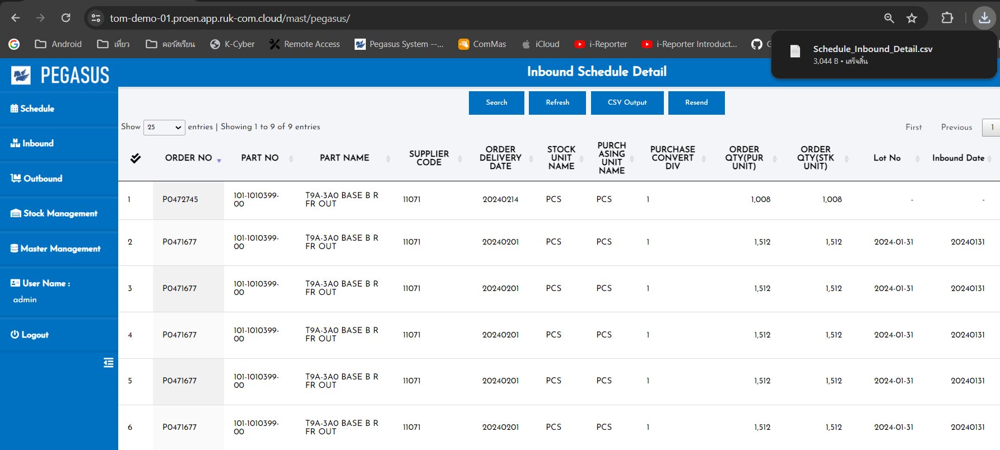 tom-demo-01.proen.app.ruk-com.cloud/mast/pegasus/
Android
เที่ยว
คอร์สเรียน
K-Cyber
Remote Access
Pegasus System --...
ComMas
iCloud
i-Reporter
i-Reporter Introduct...
G
Schedule_Inbound_Detail.csv
3,044 B • เสร็จสิ้น
PEGASUS
Inbound Schedule Detail
Schedule
Inbound
Outbound
Stock Management
Master Management
User Name :
admin
Logout
Search Refresh CSV Output Resend
Show 25 entries | Showing 1 to 9 of 9 entries
First Previous 1
ORDER NO
PART NO
PART NAME
SUPPLIER
CODE
ORDER
DELIVERY
DATE
STOCK
UNIT
NAME
PURCH
ASING
UNIT
NAME
PURCHASE
CONVERT
DIV
ORDER
QTY(PUR
UNIT)
ORDER
QTY(STK
UNIT)
Lot No
Inbound Date
1 P0472745 101-1010399-
00 T9A-3A0 BASE B R
FR OUT 11071 20240214 PCS PCS 1 1,008 1,008 - -
2 P0471677 101-1010399-
00 T9A-3A0 BASE B R
FR OUT 11071 20240201 PCS PCS 1 1,512 1,512 2024-01-31 20240131
3 P0471677 101-1010399-
00 T9A-3A0 BASE B R
FR OUT 11071 20240201 PCS PCS 1 1,512 1,512 2024-01-31 20240131
4 P0471677 101-1010399-
00 T9A-3A0 BASE B R
FR OUT 11071 20240201 PCS PCS 1 1,512 1,512 2024-01-31 20240131
5 P0471677 101-1010399-
00 T9A-3A0 BASE B R
FR OUT 11071 20240201 PCS PCS 1 1,512 1,512 2024-01-31 20240131
6 P0471677 101-1010399-
00 T9A-3A0 BASE B R
FR OUT 11071 20240201 PCS PCS 1 1,512 1,512 2024-01-31 20240131